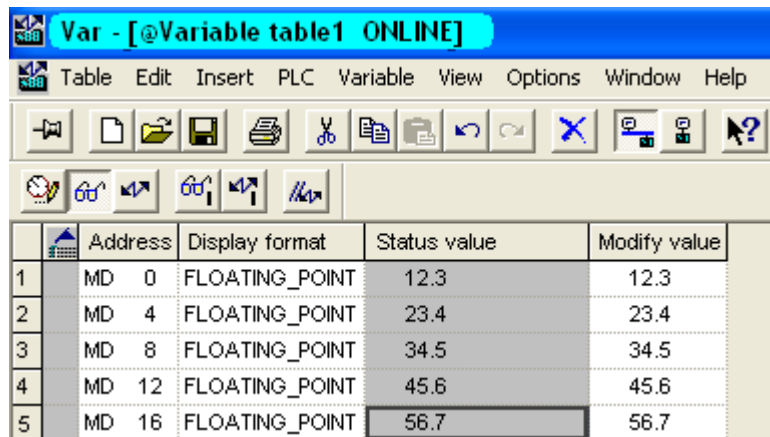 Var - [@Variable table1 ONLINE]
Table Edit Insert PLC Variable View Options Window Help
Address Display format Status value Modify value
1 MD 0 FLOATING_POINT 12.3 12.3
2 MD 4 FLOATING_POINT 23.4 23.4
3 MD 8 FLOATING_POINT 34.5 34.5
4 MD 12 FLOATING_POINT 45.6 45.6
5 MD 16 FLOATING_POINT 56.7 56.7